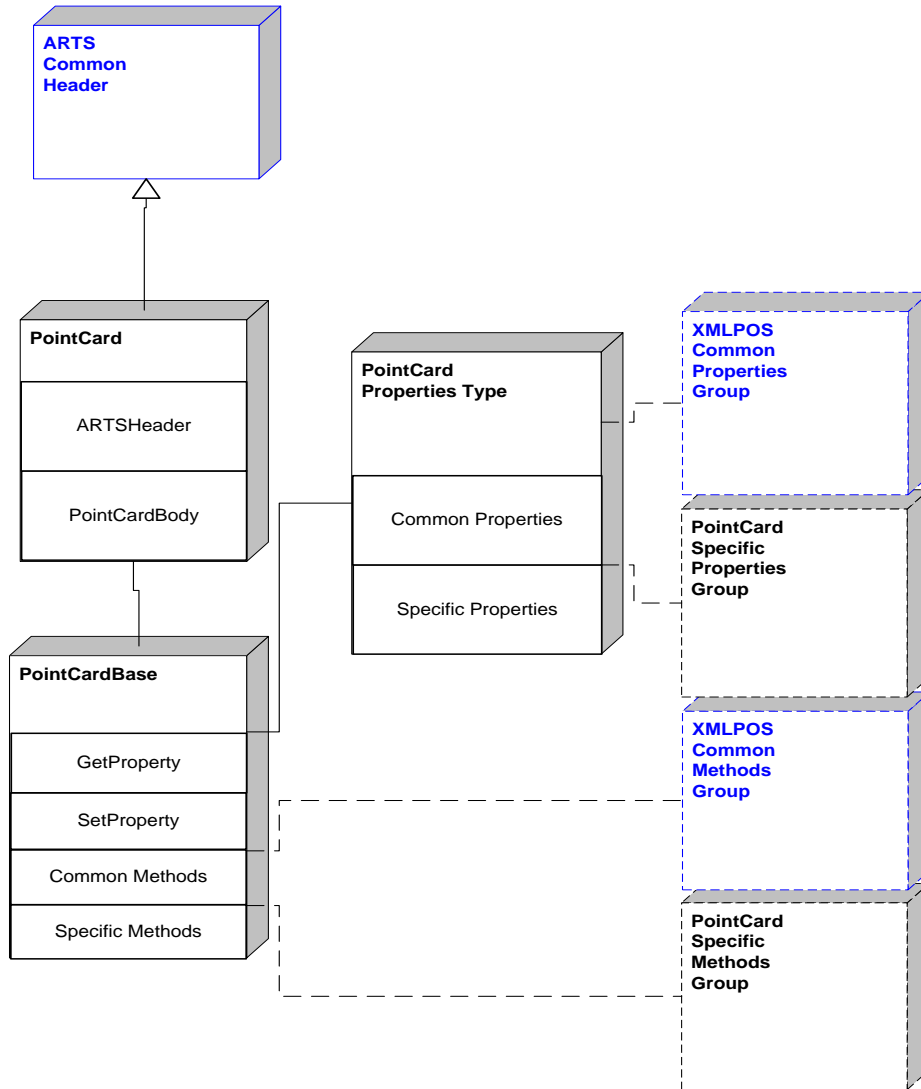 ARTS
Common
Header
PointCard
ARTSHeader
PointCardBody
PointCard
Properties Type
Common Properties
Specific Properties
XMLPOS
Common
Properties
Group
PointCard
Specific
Properties
Group
PointCardBase
GetProperty
SetProperty
Common Methods
Specific Methods
XMLPOS
Common
Methods
Group
PointCard
Specific
Methods
Group